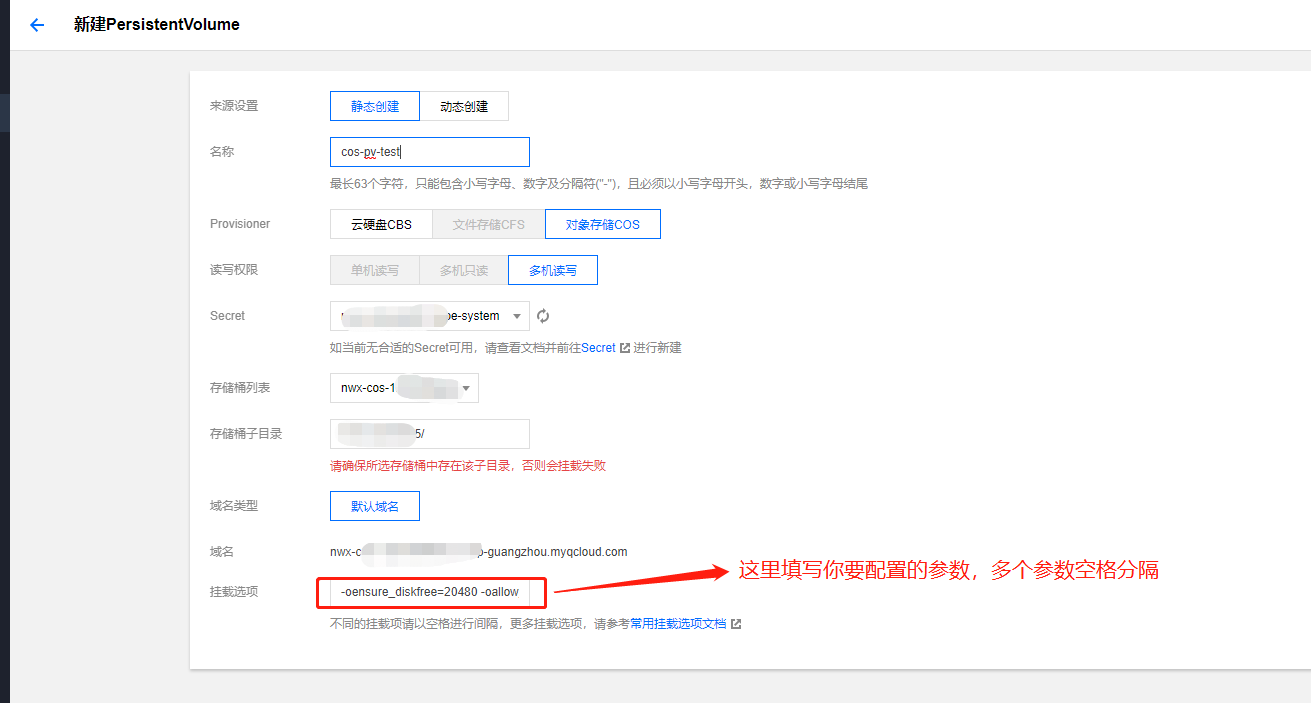 新建PersistentVolume
来源设置 静态创建 动态创建
名称 cos-pv-test
最长63个字符，只能包含小写字母、数字及分隔符("-")，且必须以小写字母开头，数字或小写字母结尾
Provisioner 云硬盘CBS 文件存储CFS 对象存储COS
读写权限 单机读写 多机只读 多机读写
Secret e-system
如当前无合适的Secret可用，请查看文档并前往Secret 进行新建
存储桶列表 nwx-cos-1
存储桶子目录 5/
请确保所选存储桶中存在该子目录，否则会挂载失败
域名类型 默认域名
域名 nwx-c -guangzhou.myqcloud.com
挂载选项 -oensure_diskfree=20480 -oallow
这里填写你要配置的参数，多个参数空格分隔
不同的挂载项请以空格进行间隔，更多挂载选项，请参考常用挂载选项文档